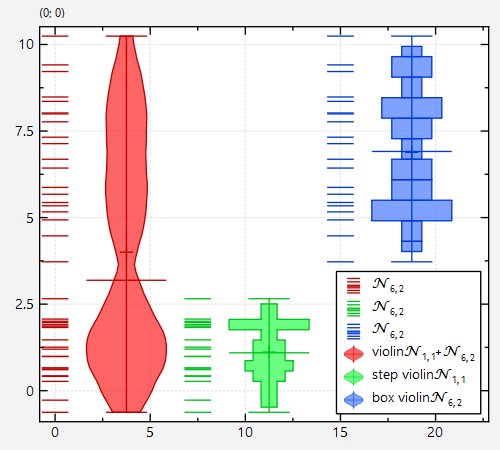 (0; 0)
10
7.5
5
2.5
0
0
5
10
15
20
𝒩6,2
𝒩6,2
𝒩6,2
violin𝒩1,1+𝒩6,2
step violin𝒩1,1
box violin𝒩6,2